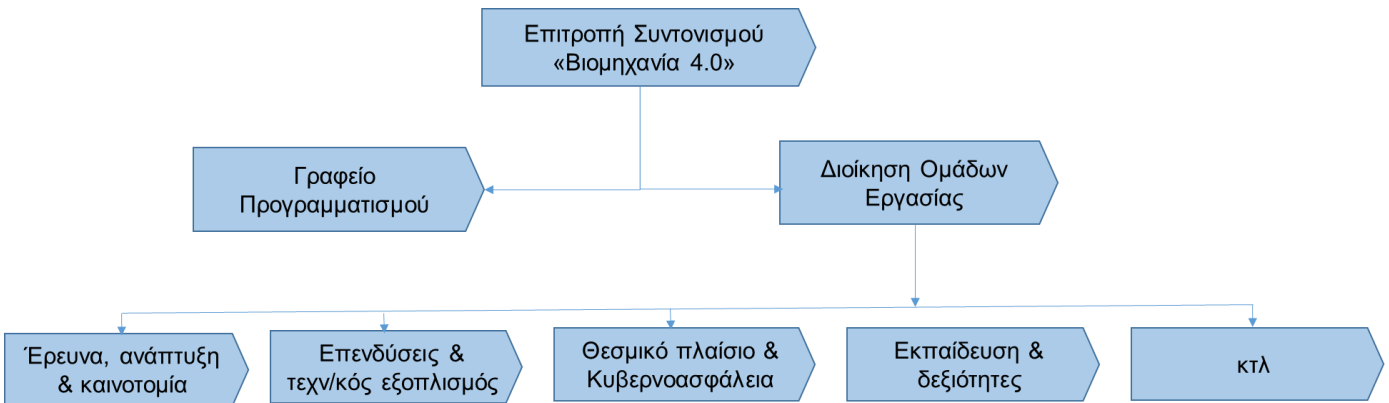 Επιτροπή Συντονισμού
«Βιομηχανία 4.0»
Γραφείο
Προγραμματισμού
Διοίκηση Ομάδων
Εργασίας
Έρευνα, ανάπτυξη
& καινοτομία
Επενδύσεις &
τεχν/κός εξοπλισμός
Θεσμικό πλαίσιο &
Κυβερνοασφάλεια
Εκπαίδευση &
δεξιότητες
κτλ